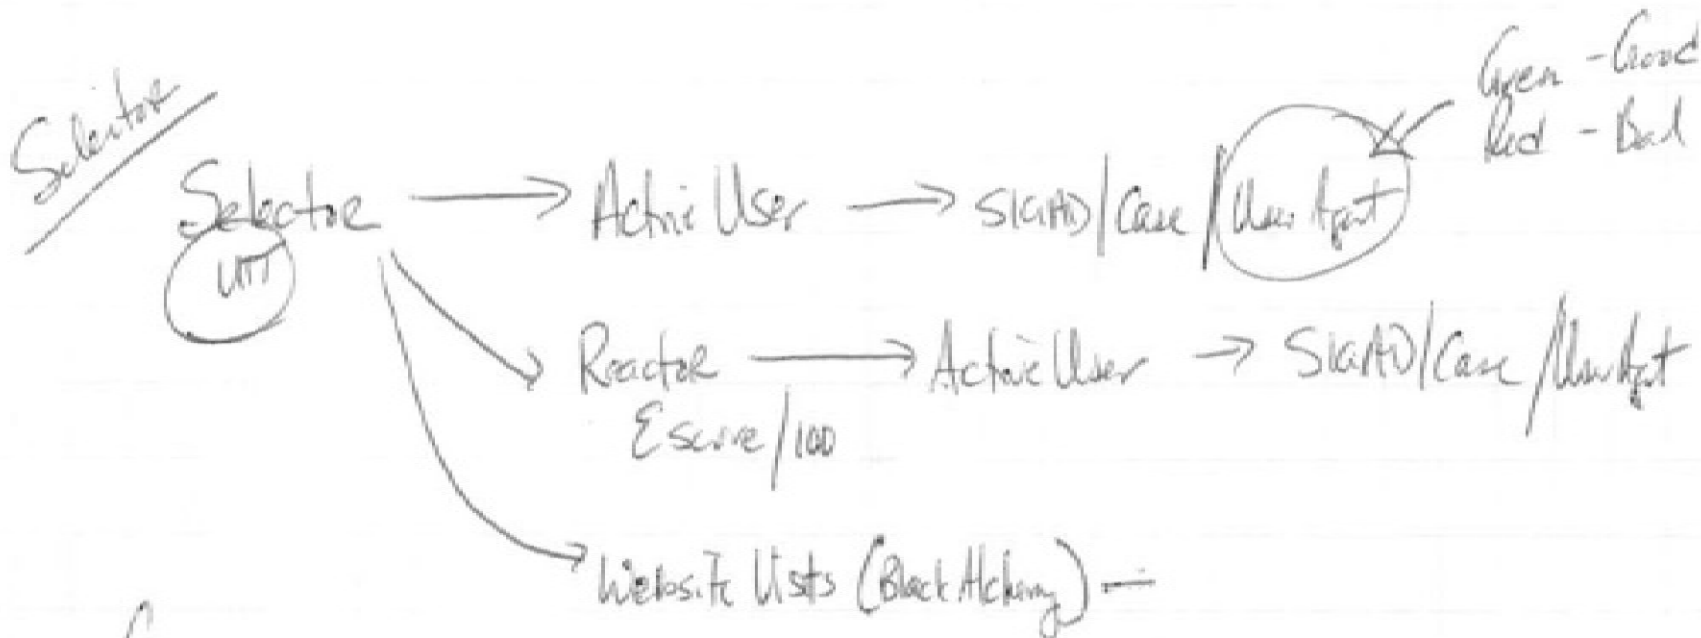 Selector
Green - Good
Red - Bad
Selector → Active User → SIGAD/Case/User Agent
UTT
Reactor → Active User → SIGAD/Case/User Agent
Escore/100
Website Lists (Black Alchemy) —